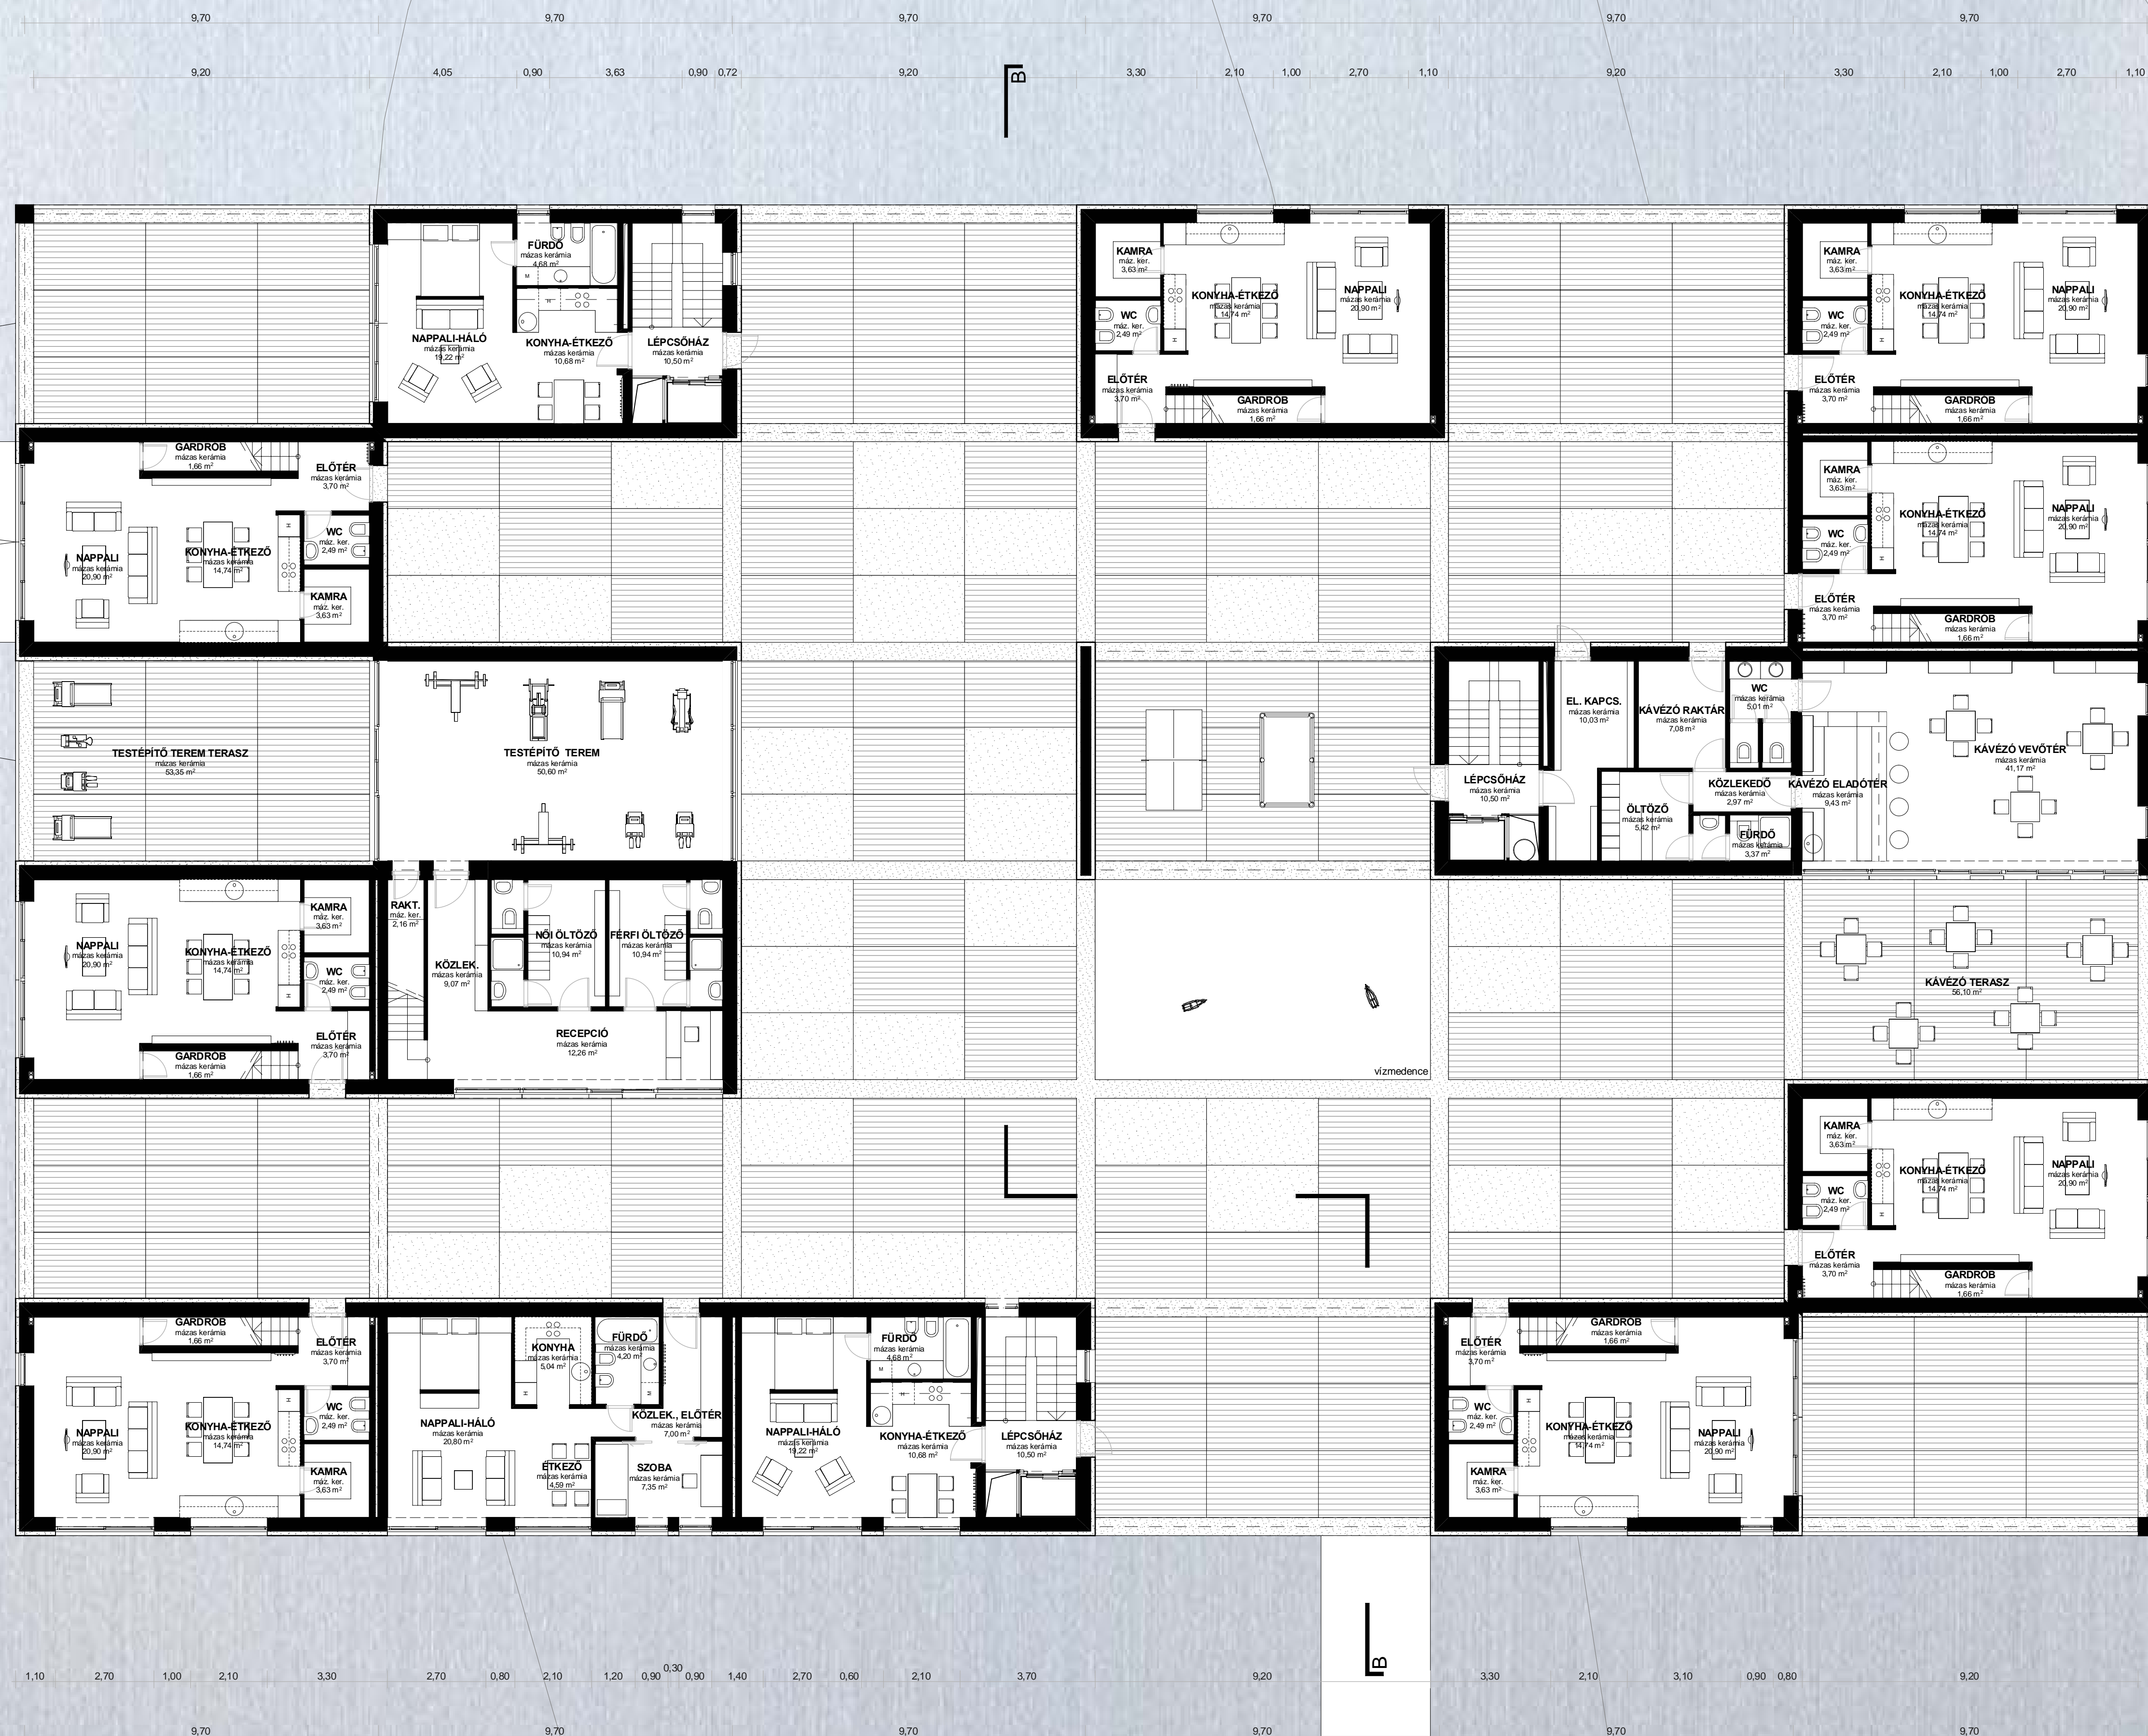 9,70 9,70 9,70 9,70 9,70 9,70
9,20 4,05 0,90 3,63 0,90 0,72 9,20 3,30 2,10 1,00 2,70 1,10 9,20 3,30 2,10 1,00 2,70 1,10
B
FÜRDŐ
mázas kerámia
4,68 m²
M
H
NAPPALI-HÁLÓ
mázas kerámia
19,22 m²
KONYHA-ÉTKEZŐ
mázas kerámia
10,68 m²
LÉPCSŐHÁZ
mázas kerámia
10,50 m²
KAMRA
máz. ker.
3,63 m²
KONYHA-ÉTKEZŐ
mázas kerámia
14,74 m²
NAPPALI
mázas kerámia
20,90 m²
WC
máz. ker.
2,49 m²
H
ELŐTÉR
mázas kerámia
3,70 m²
GARDRÓB
mázas kerámia
1,66 m²
KAMRA
máz. ker.
3,63 m²
KONYHA-ÉTKEZŐ
mázas kerámia
14,74 m²
NAPPALI
mázas kerámia
20,90 m²
WC
máz. ker.
2,49 m²
H
ELŐTÉR
mázas kerámia
3,70 m²
GARDRÓB
mázas kerámia
1,66 m²
GARDRÓB
mázas kerámia
1,66 m²
ELŐTÉR
mázas kerámia
3,70 m²
H
WC
máz. ker.
2,49 m²
NAPPALI
mázas kerámia
20,90 m²
KONYHA-ÉTKEZŐ
mázas kerámia
14,74 m²
KAMRA
máz. ker.
3,63 m²
KAMRA
máz. ker.
3,63 m²
KONYHA-ÉTKEZŐ
mázas kerámia
14,74 m²
NAPPALI
mázas kerámia
20,90 m²
WC
máz. ker.
2,49 m²
H
ELŐTÉR
mázas kerámia
3,70 m²
GARDRÓB
mázas kerámia
1,66 m²
TESTÉPÍTŐ TEREM TERASZ
mázas kerámia
53,35 m²
TESTÉPÍTŐ TEREM
mázas kerámia
50,60 m²
EL. KAPCS.
mázas kerámia
10,03 m²
KÁVÉZÓ RAKTÁR
mázas kerámia
7,08 m²
WC
mázas kerámia
5,01 m²
KÁVÉZÓ VEVŐTÉR
mázas kerámia
41,17 m²
LÉPCSŐHÁZ
mázas kerámia
10,50 m²
KÖZLEKEDŐ
mázas kerámia
2,97 m²
KÁVÉZÓ ELADÓTÉR
mázas kerámia
9,43 m²
ÖLTÖZŐ
mázas kerámia
5,42 m²
FÜRDŐ
mázas kerámia
3,37 m²
KAMRA
máz. ker.
3,63 m²
NAPPALI
mázas kerámia
20,90 m²
KONYHA-ÉTKEZŐ
mázas kerámia
14,74 m²
WC
máz. ker.
2,49 m²
H
ELŐTÉR
mázas kerámia
3,70 m²
GARDRÓB
mázas kerámia
1,66 m²
RAKT.
máz. ker.
2,16 m²
KÖZLEK.
mázas kerámia
9,07 m²
NŐI ÖLTÖZŐ
mázas kerámia
10,94 m²
FÉRFI ÖLTÖZŐ
mázas kerámia
10,94 m²
RECEPCIÓ
mázas kerámia
12,26 m²
vízmedence
KÁVÉZÓ TERASZ
56,10 m²
KAMRA
máz. ker.
3,63 m²
KONYHA-ÉTKEZŐ
mázas kerámia
14,74 m²
NAPPALI
mázas kerámia
20,90 m²
WC
máz. ker.
2,49 m²
H
ELŐTÉR
mázas kerámia
3,70 m²
GARDRÓB
mázas kerámia
1,66 m²
GARDRÓB
mázas kerámia
1,66 m²
ELŐTÉR
mázas kerámia
3,70 m²
H
WC
máz. ker.
2,49 m²
NAPPALI
mázas kerámia
20,90 m²
KONYHA-ÉTKEZŐ
mázas kerámia
14,74 m²
KAMRA
máz. ker.
3,63 m²
KONYHA
mázas kerámia
5,04 m²
H
FÜRDŐ
mázas kerámia
4,20 m²
M
NAPPALI-HÁLÓ
mázas kerámia
20,80 m²
KÖZLEK., ELŐTÉR
mázas kerámia
7,00 m²
ÉTKEZŐ
mázas kerámia
4,59 m²
SZOBA
mázas kerámia
7,35 m²
FÜRDŐ
mázas kerámia
4,68 m²
M
H
NAPPALI-HÁLÓ
mázas kerámia
19,22 m²
KONYHA-ÉTKEZŐ
mázas kerámia
10,68 m²
LÉPCSŐHÁZ
mázas kerámia
10,50 m²
GARDRÓB
mázas kerámia
1,66 m²
ELŐTÉR
mázas kerámia
3,70 m²
H
WC
máz. ker.
2,49 m²
KONYHA-ÉTKEZŐ
mázas kerámia
14,74 m²
NAPPALI
mázas kerámia
20,90 m²
KAMRA
máz. ker.
3,63 m²
B
1,10 2,70 1,00 2,10 3,30 2,70 0,80 2,10 1,20 0,90 0,30 0,90 1,40 2,70 0,60 2,10 3,70 9,20 3,30 2,10 3,10 0,90 0,80 9,20
9,70 9,70 9,70 9,70 9,70 9,70